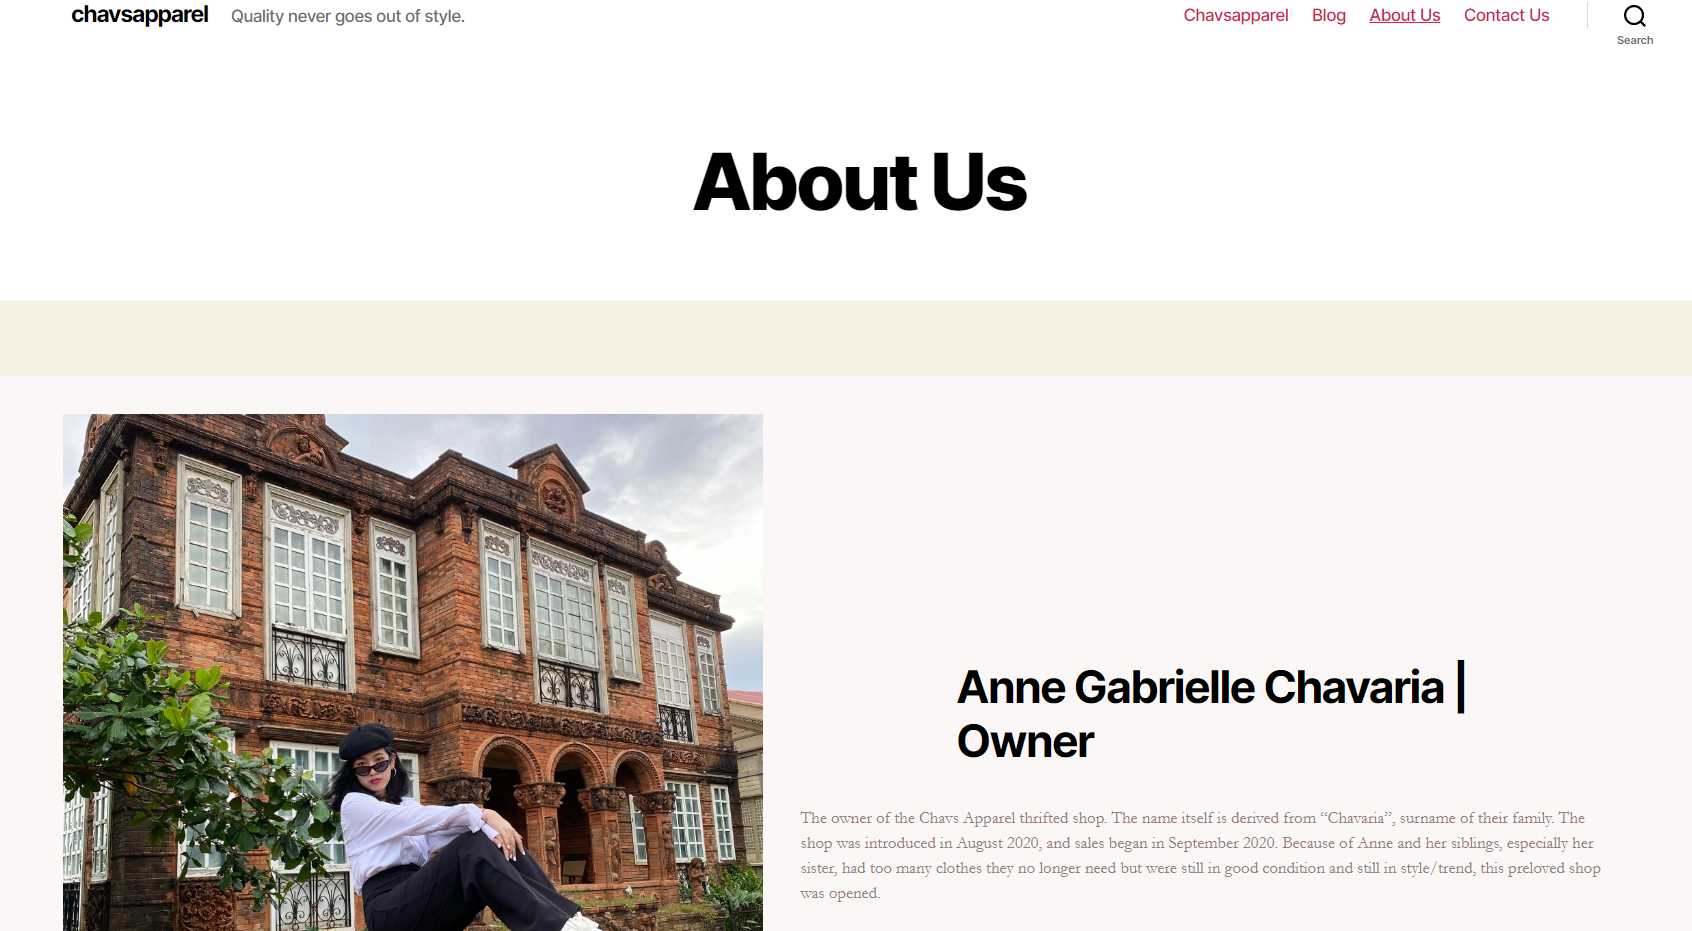 chavsapparel Quality never goes out of style. Chavsapparel Blog About Us Contact Us
Search
About Us
Anne Gabrielle Chavaria |
Owner
The owner of the Chavs Apparel thrifted shop. The name itself is derived from “Chavaria”, surname of their family. The
shop was introduced in August 2020, and sales began in September 2020. Because of Anne and her siblings, especially her
sister, had too many clothes they no longer need but were still in good condition and still in style/trend, this preloved shop
was opened.